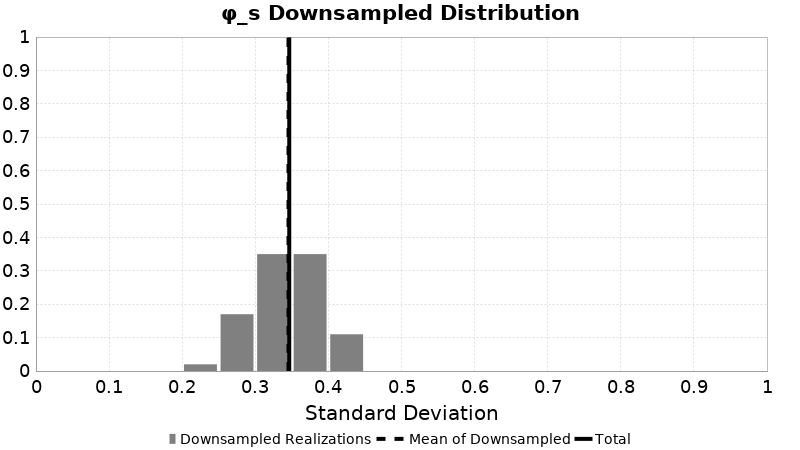 φ_s Downsampled Distribution
1
0.9
0.8
0.7
0.6
0.5
0.4
0.3
0.2
0.1
0
0 0.1 0.2 0.3 0.4 0.5 0.6 0.7 0.8 0.9 1
Standard Deviation
Downsampled Realizations Mean of Downsampled Total